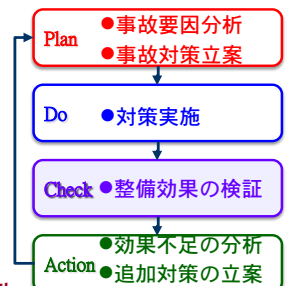 Plan
●事故要因分析
●事故対策立案
Do
●対策実施
Check
●整備効果の検証
Action
●効果不足の分析
●追加対策の立案